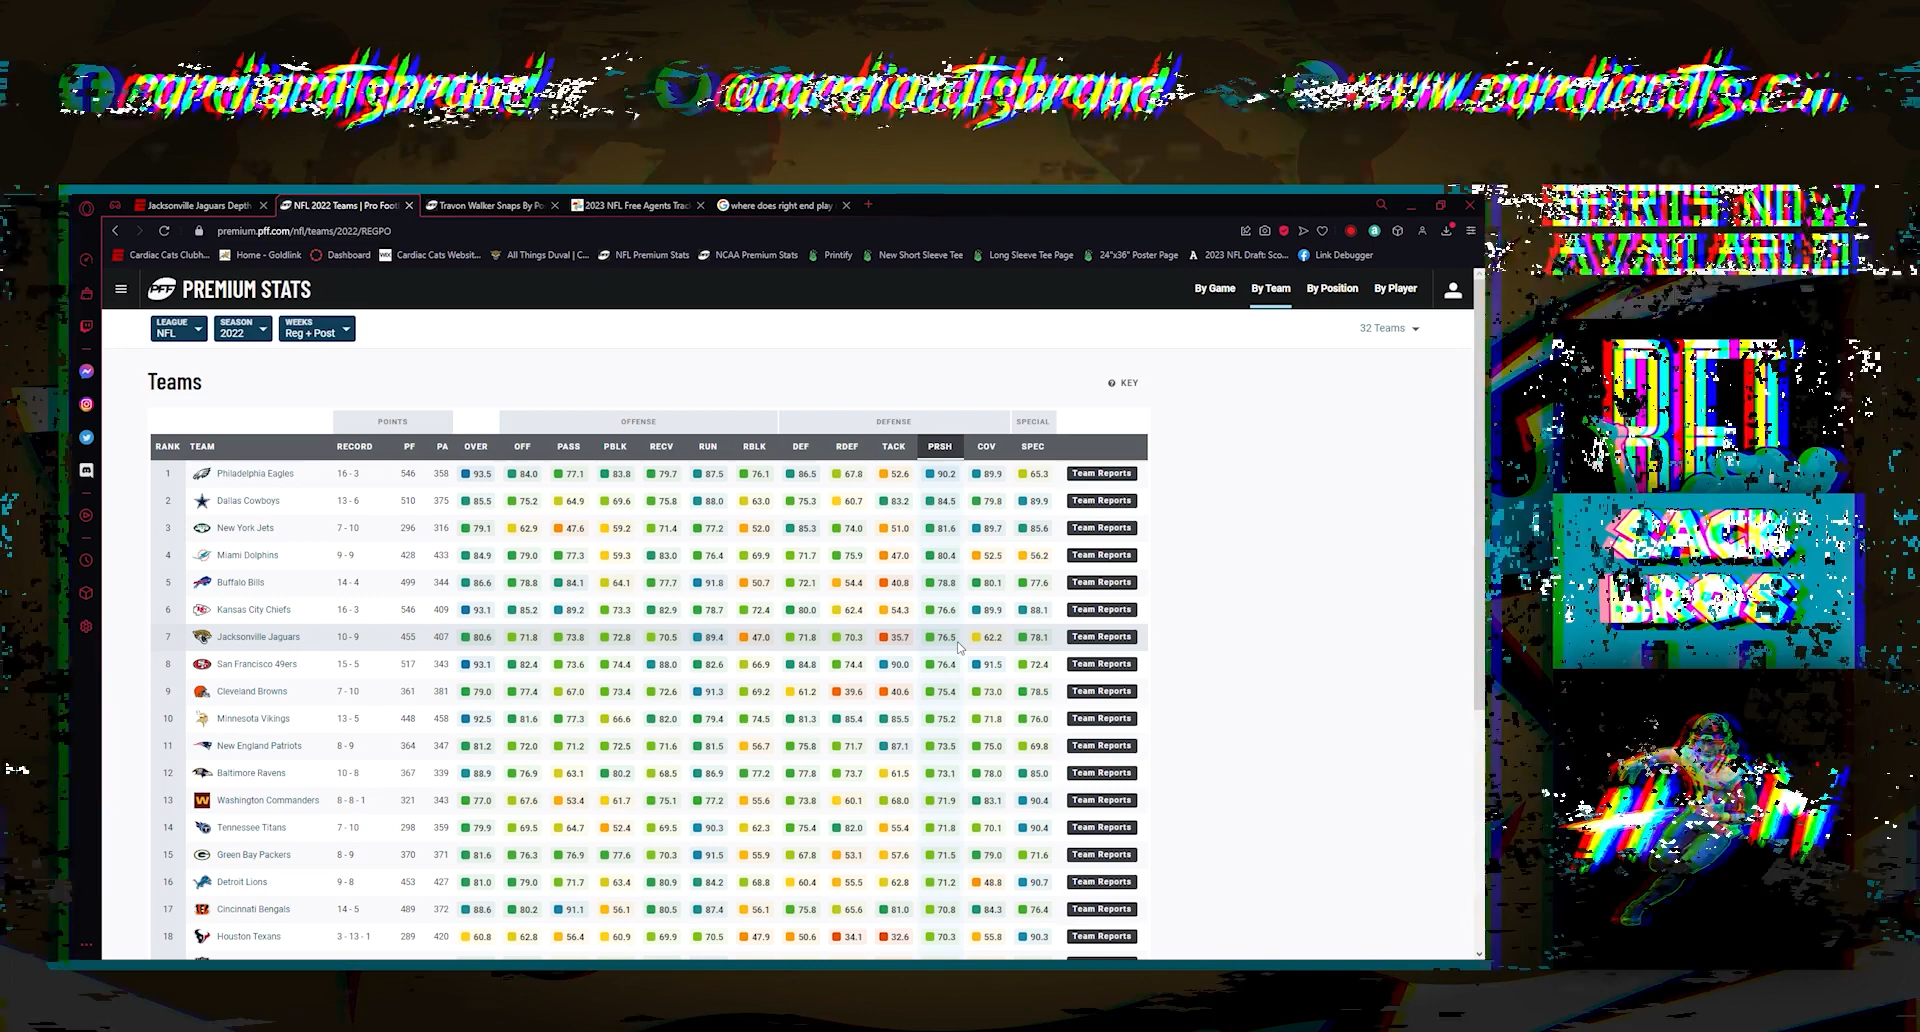 @cardiaccatsbrand
Jacksonville Jaguars Depth
NFL 2022 Teams | Pro Foot
Travon Walker Snaps By Po
2023 NFL Free Agents Trac
where does right end play
premium.pff.com/nfl/teams/2022/REGPO
Cardiac Cats Clubh... Home - Goldlink Dashboard Cardiac Cats Websit... All Things Duval | C... NFL Premium Stats NCAA Premium Stats Printify New Short Sleeve Tee Long Sleeve Tee Page 24"x36" Poster Page 2023 NFL Draft: Sco... Link Debugger
PFF PREMIUM STATS By Game By Team By Position By Player
LEAGUE SEASON WEEKS
NFL 2022 Reg + Post 32 Teams
Teams KEY
POINTS OFFENSE DEFENSE SPECIAL
RANK TEAM RECORD PF PA OVER OFF PASS PBLK RECV RUN RBLK DEF RDEF TACK PRSH COV SPEC
1 Philadelphia Eagles 16 - 3 546 358 93.5 84.0 77.1 83.8 79.7 87.5 76.1 86.5 67.8 52.6 90.2 89.9 65.3 Team Reports
2 Dallas Cowboys 13 - 6 510 375 85.5 75.2 64.9 69.6 75.8 88.0 63.0 75.3 60.7 83.2 84.5 79.8 89.9 Team Reports
3 New York Jets 7 - 10 296 316 79.1 62.9 47.6 59.2 71.4 77.2 52.0 85.3 74.0 51.0 81.6 89.7 85.6 Team Reports
4 Miami Dolphins 9 - 9 428 433 84.9 79.0 77.3 59.3 83.0 76.4 69.9 71.7 75.9 47.0 80.4 52.5 56.2 Team Reports
5 Buffalo Bills 14 - 4 499 344 86.6 78.8 84.1 64.1 77.7 91.8 50.7 72.1 54.4 40.8 78.8 80.1 77.6 Team Reports
6 Kansas City Chiefs 16 - 3 546 409 93.1 85.2 89.2 73.3 82.9 78.7 72.4 80.0 62.4 54.3 76.6 89.9 88.1 Team Reports
7 Jacksonville Jaguars 10 - 9 455 407 80.6 71.8 73.8 72.8 70.5 89.4 47.0 71.8 70.3 35.7 76.5 62.2 78.1 Team Reports
8 San Francisco 49ers 15 - 5 517 343 93.1 82.4 73.6 74.4 88.0 82.6 66.9 84.8 74.4 90.0 76.4 91.5 72.4 Team Reports
9 Cleveland Browns 7 - 10 361 381 79.0 77.4 67.0 73.4 72.6 91.3 69.2 61.2 39.6 40.6 75.4 73.0 78.5 Team Reports
10 Minnesota Vikings 13 - 5 448 458 92.5 81.6 77.3 66.6 82.0 79.4 74.5 81.3 85.4 85.5 75.2 71.8 76.0 Team Reports
11 New England Patriots 8 - 9 364 347 81.2 72.0 71.2 72.5 71.6 81.5 56.7 75.8 71.7 87.1 73.5 75.0 69.8 Team Reports
12 Baltimore Ravens 10 - 8 367 339 88.9 76.9 63.1 80.2 68.5 86.9 77.2 77.8 73.7 61.5 73.1 78.0 85.0 Team Reports
13 Washington Commanders 8 - 8 - 1 321 343 77.0 67.6 53.4 61.7 75.1 77.2 55.6 73.8 60.1 68.0 71.9 83.1 90.4 Team Reports
14 Tennessee Titans 7 - 10 298 359 79.9 69.5 64.7 52.4 69.5 90.3 62.3 75.4 82.0 55.4 71.8 70.1 90.4 Team Reports
15 Green Bay Packers 8 - 9 370 371 81.6 76.3 76.9 77.6 70.3 91.5 55.9 67.8 53.1 57.6 71.5 79.0 71.6 Team Reports
16 Detroit Lions 9 - 8 453 427 81.0 79.0 71.7 63.4 80.9 84.2 68.8 60.4 55.5 62.8 71.2 48.8 90.7 Team Reports
17 Cincinnati Bengals 14 - 5 489 372 88.6 80.2 91.1 56.1 80.5 87.4 56.1 75.8 65.6 81.0 70.8 84.3 76.4 Team Reports
18 Houston Texans 3 - 13 - 1 289 420 60.8 62.8 56.4 60.9 69.9 70.5 47.9 50.6 34.1 32.6 70.3 55.8 90.3 Team Reports
SACK
BROS